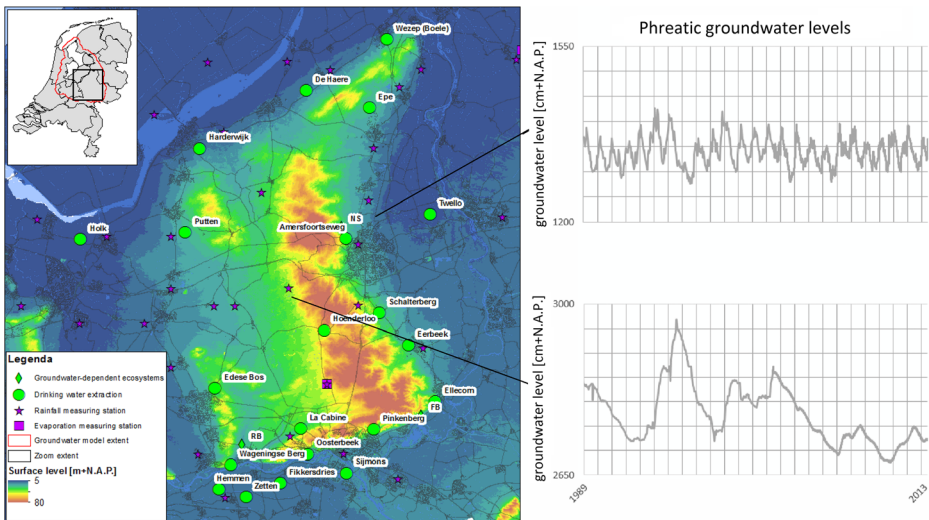 Wezep (Boele)
De Haere
Epe
Harderwijk
Twello
NS
Putten
Amersfoortseweg
Holk
Schalterberg
Hoenderloo
Eerbeek
Edese Bos
Ellecom
FB
La Cabine
Pinkenberg
RB
Oosterbeek
Wageningse Berg
Sijmons
Fikkersdries
Hemmen
Zetten
Legenda
Groundwater-dependent ecosystems
Drinking water extraction
Rainfall measuring station
Evaporation measuring station
Groundwater model extent
Zoom extent
Surface level [m+N.A.P.]
5
80
Phreatic groundwater levels
groundwater level [cm+N.A.P.]
1550
1200
groundwater level [cm+N.A.P.]
3000
2650
1989
2013